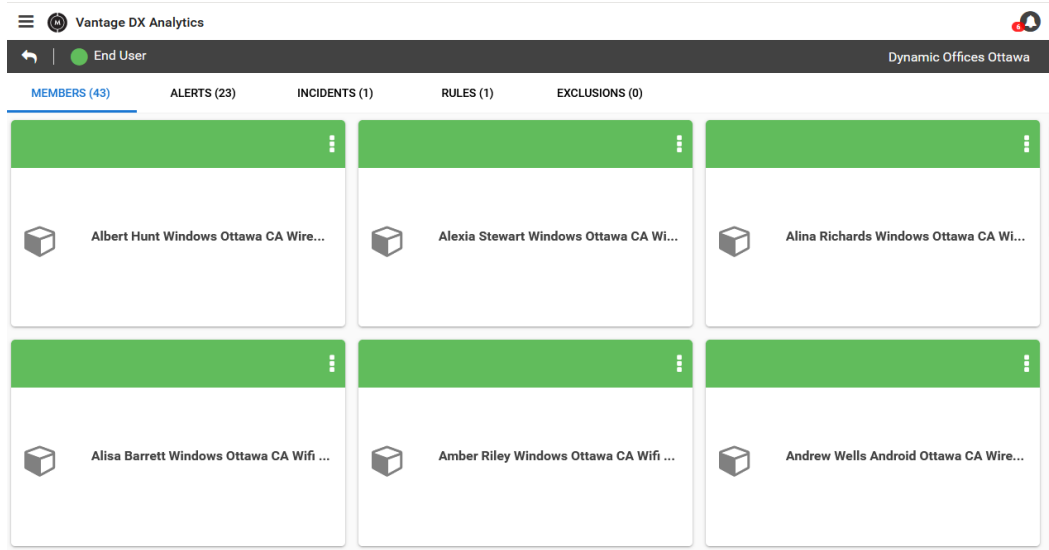 Vantage DX Analytics
6
End User
Dynamic Offices Ottawa
MEMBERS (43) ALERTS (23) INCIDENTS (1) RULES (1) EXCLUSIONS (0)
Albert Hunt Windows Ottawa CA Wire...
Alexia Stewart Windows Ottawa CA Wi...
Alina Richards Windows Ottawa CA Wi...
Alisa Barrett Windows Ottawa CA Wifi ...
Amber Riley Windows Ottawa CA Wifi ...
Andrew Wells Android Ottawa CA Wire...